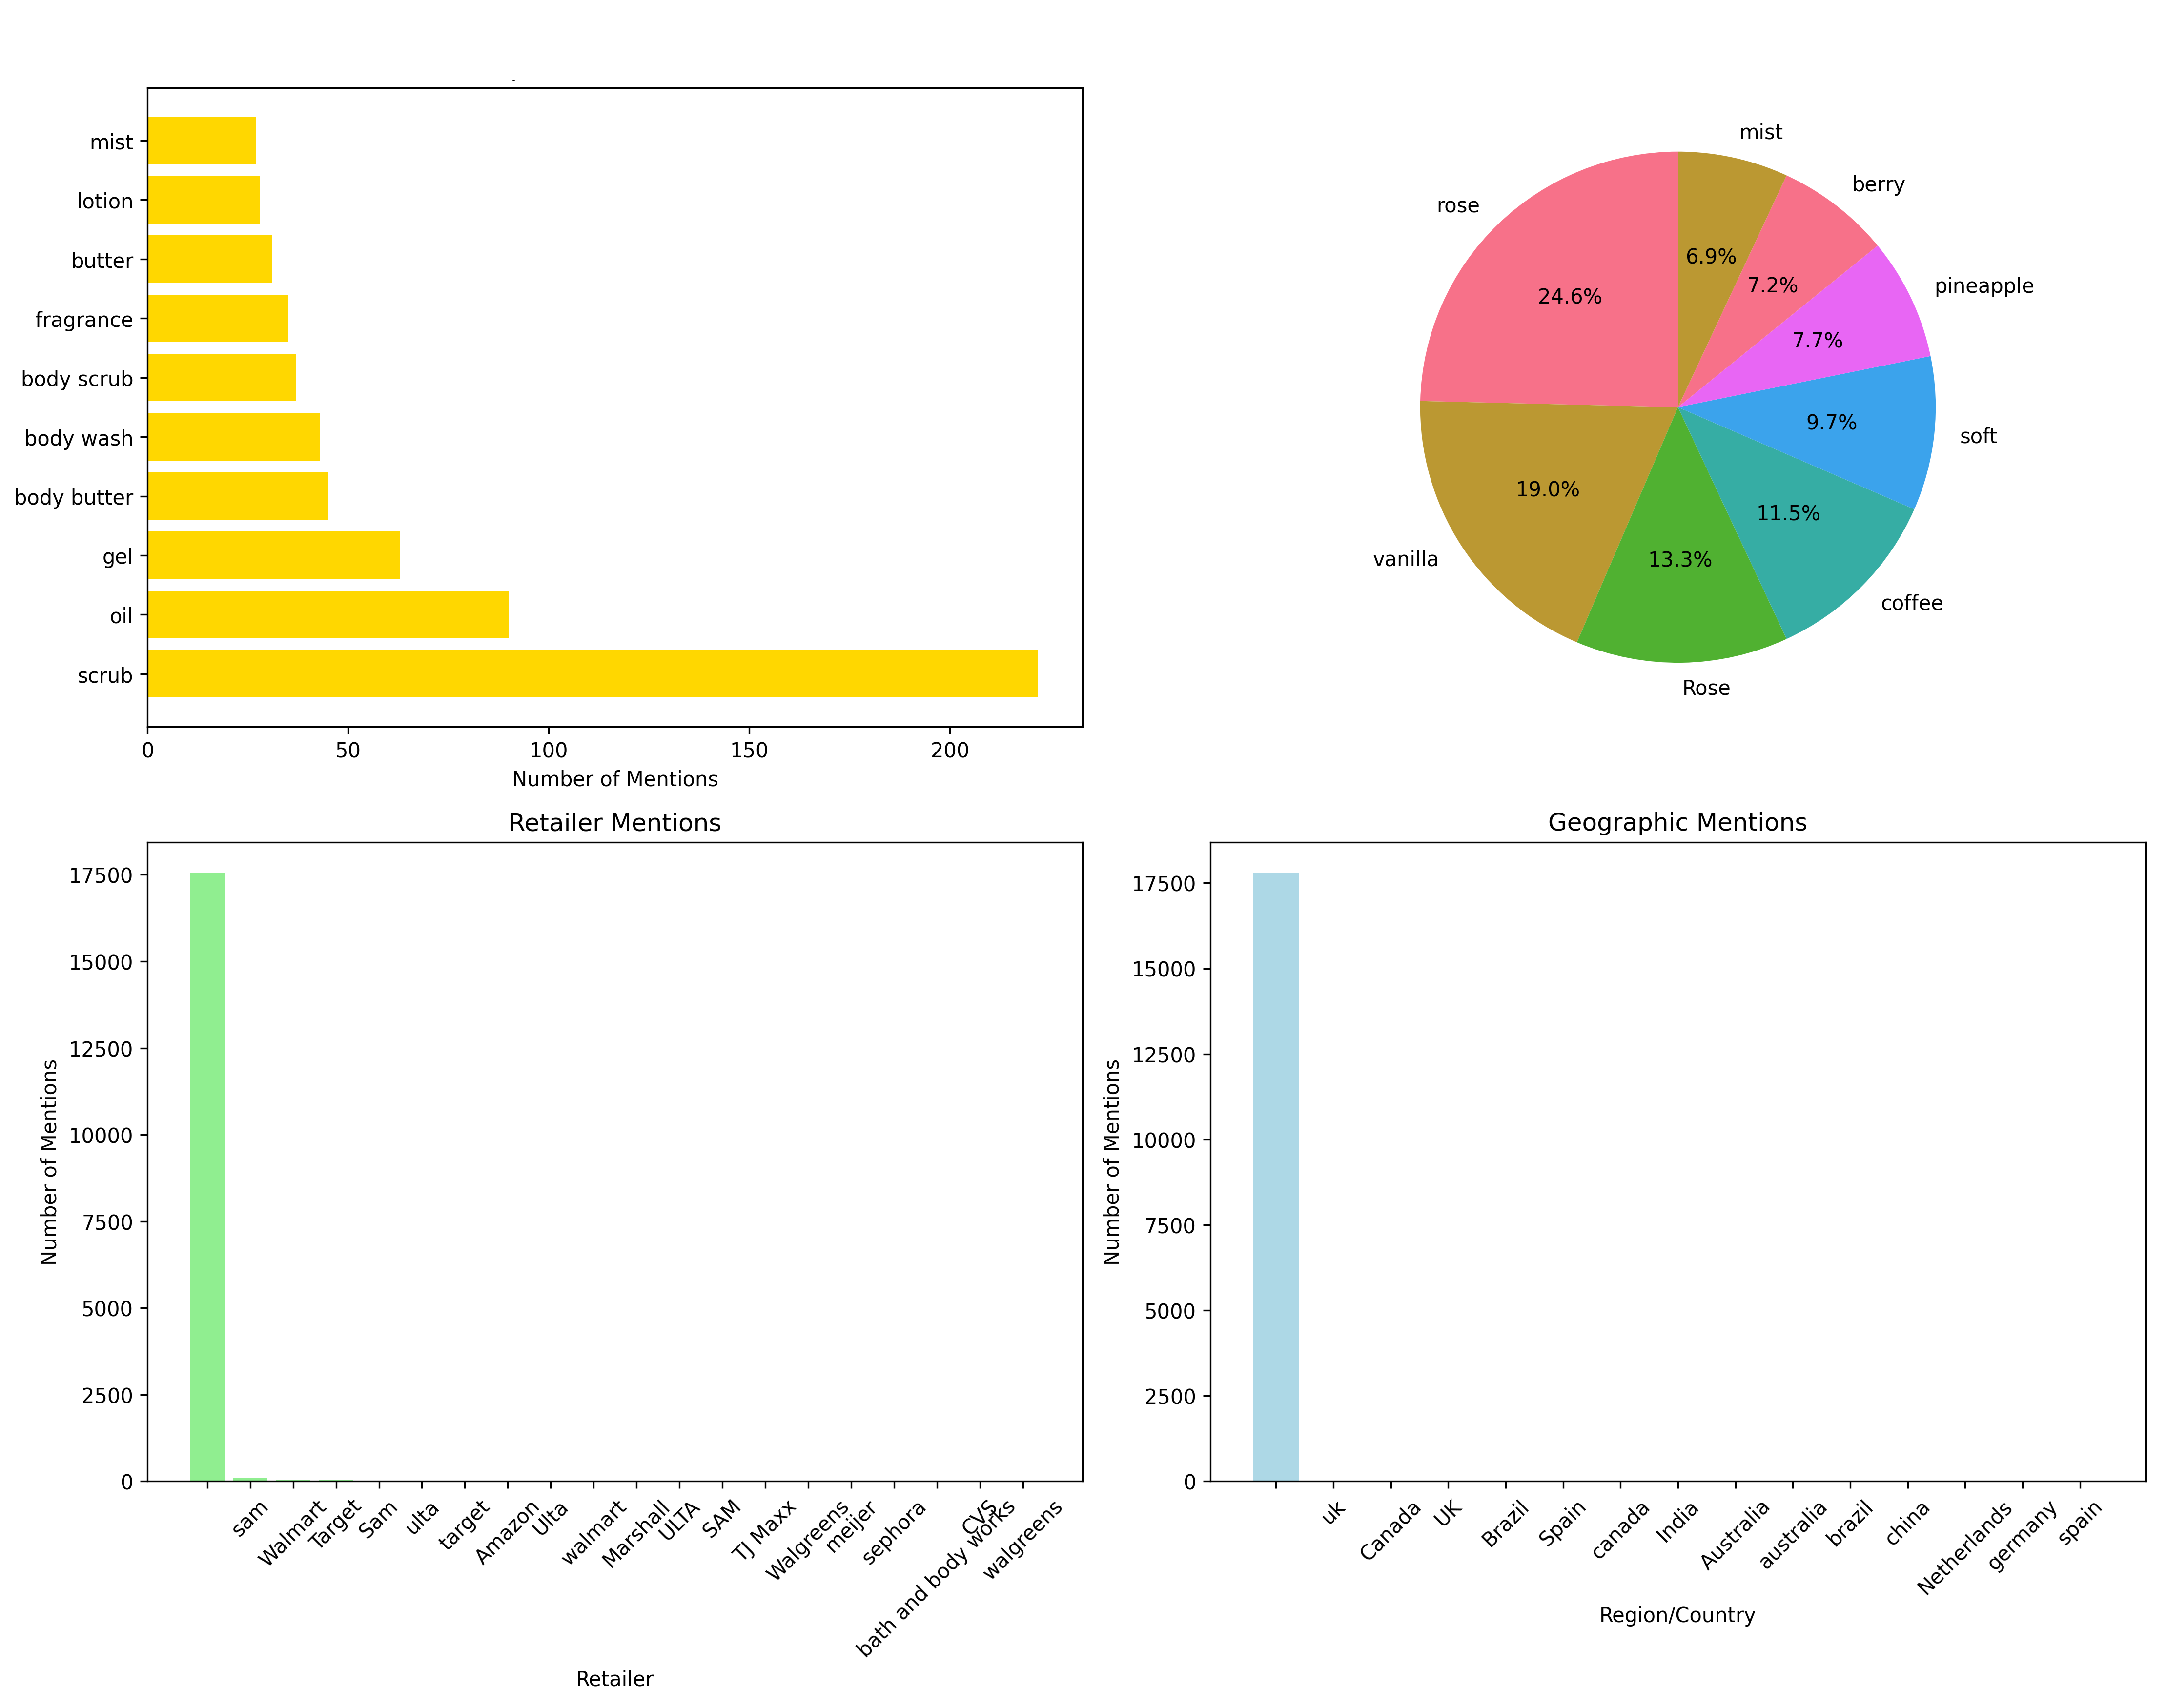 mist
lotion
butter
fragrance
body scrub
body wash
body butter
gel
oil
scrub
0 50 100 150 200
Number of Mentions
mist
berry
rose
pineapple
6.9%
7.2%
24.6%
7.7%
9.7%
soft
19.0%
11.5%
vanilla
13.3%
coffee
Rose
Retailer Mentions
17500
15000
12500
10000
7500
5000
2500
0
Number of Mentions
sam
Walmart
Target
Sam
ulta
target
Amazon
Ulta
walmart
Marshall
ULTA
SAM
TJ Maxx
Walgreens
meijer
sephora
bath and body works
CVS
walgreens
Retailer
Geographic Mentions
17500
15000
12500
10000
7500
5000
2500
0
Number of Mentions
uk
Canada
UK
Brazil
Spain
canada
India
Australia
australia
brazil
china
Netherlands
germany
spain
Region/Country